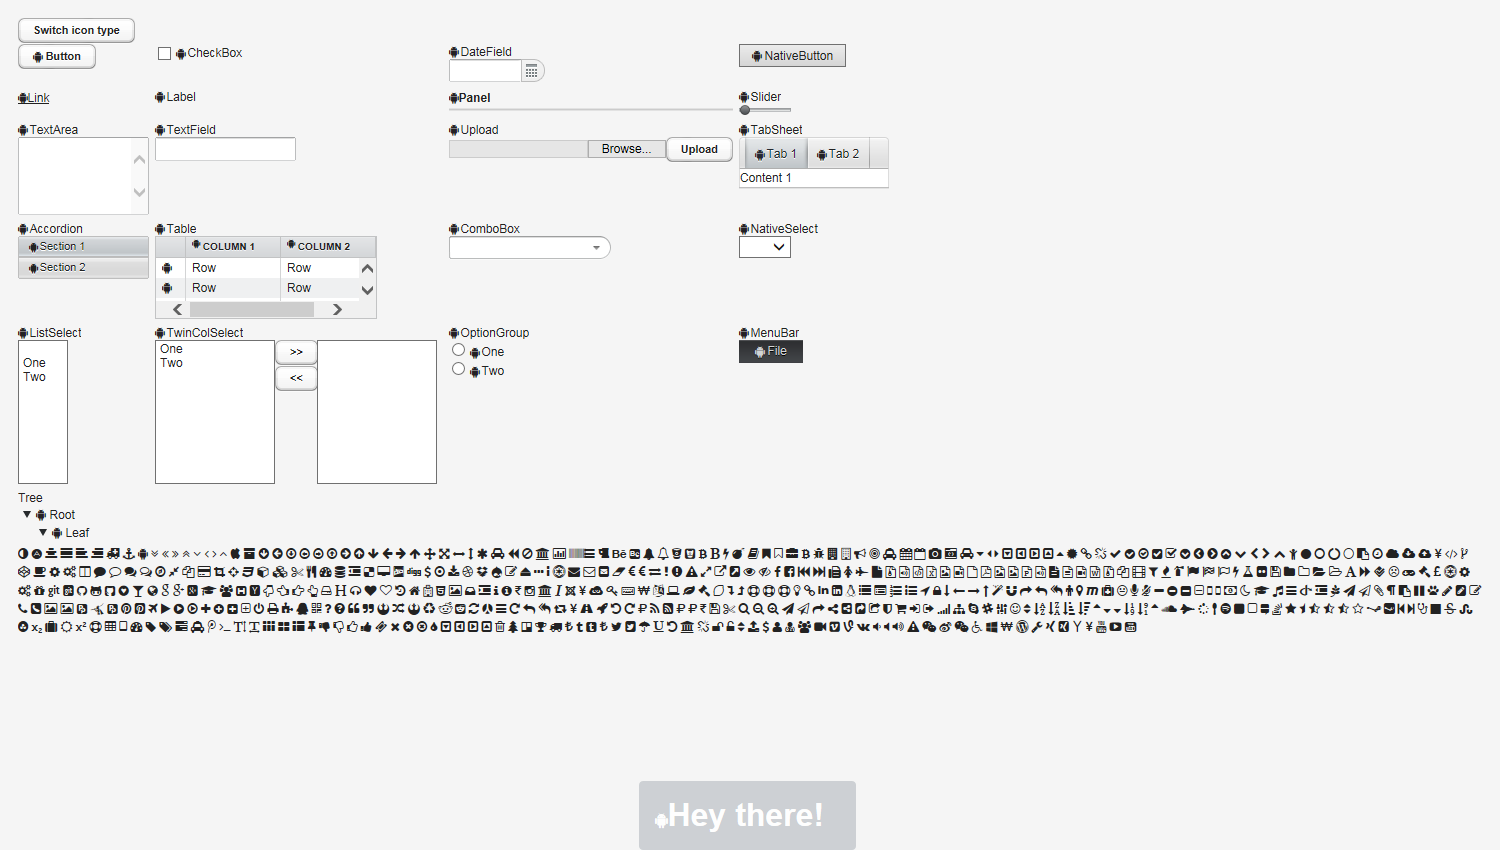 Switch icon type
Button
CheckBox
DateField
NativeButton
Link
Label
Panel
Slider
TextArea
TextField
Upload
Browse...
Upload
TabSheet
Tab 1
Tab 2
Content 1
Accordion
Section 1
Section 2
Table
COLUMN 1
COLUMN 2
Row
Row
Row
Row
ComboBox
NativeSelect
ListSelect
One
Two
TwinColSelect
One
Two
>>
<<
OptionGroup
One
Two
MenuBar
File
Tree
Root
Leaf
Hey there!